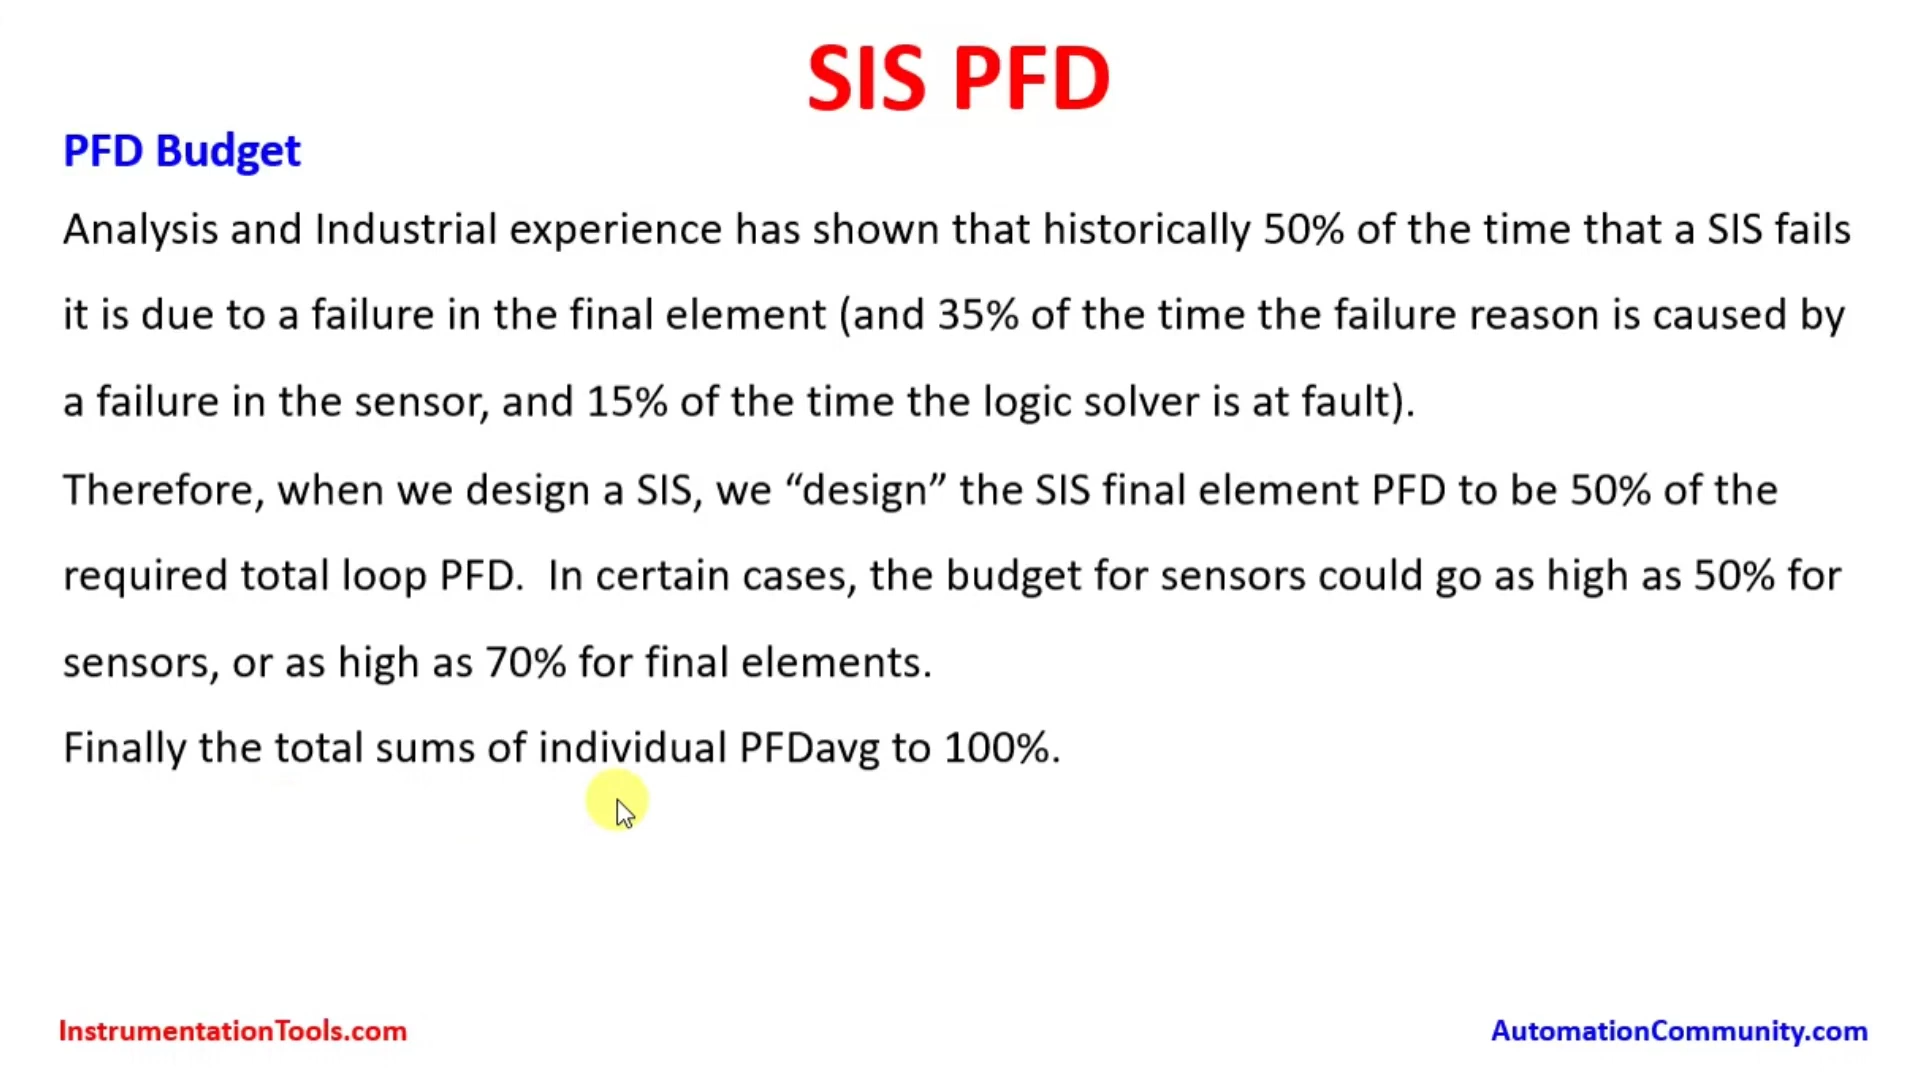 SIS PFD
PFD Budget
Analysis and Industrial experience has shown that historically 50% of the time that a SIS fails
it is due to a failure in the final element (and 35% of the time the failure reason is caused by
a failure in the sensor, and 15% of the time the logic solver is at fault).
Therefore, when we design a SIS, we “design” the SIS final element PFD to be 50% of the
required total loop PFD.  In certain cases, the budget for sensors could go as high as 50% for
sensors, or as high as 70% for final elements.
Finally the total sums of individual PFDavg to 100%.
InstrumentationTools.com
AutomationCommunity.com